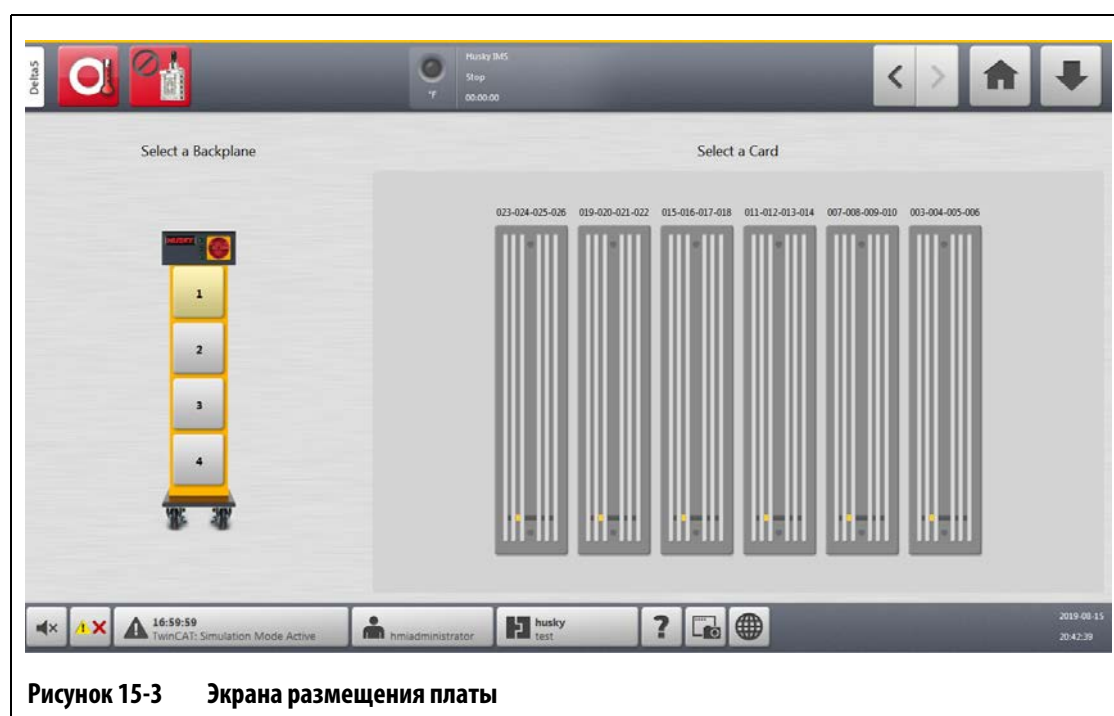 Delta5
Husky IMS
Stop
°F
00:00:00
Select a Backplane
Select a Card
023-024-025-026
019-020-021-022
015-016-017-018
011-012-013-014
007-008-009-010
003-004-005-006
HUSKY
1
2
3
4
16:59:59
TwinCAT: Simulation Mode Active
hmiadministrator
husky
test
?
2019-08-15
20:42:39
Рисунок 15-3 Экрана размещения платы